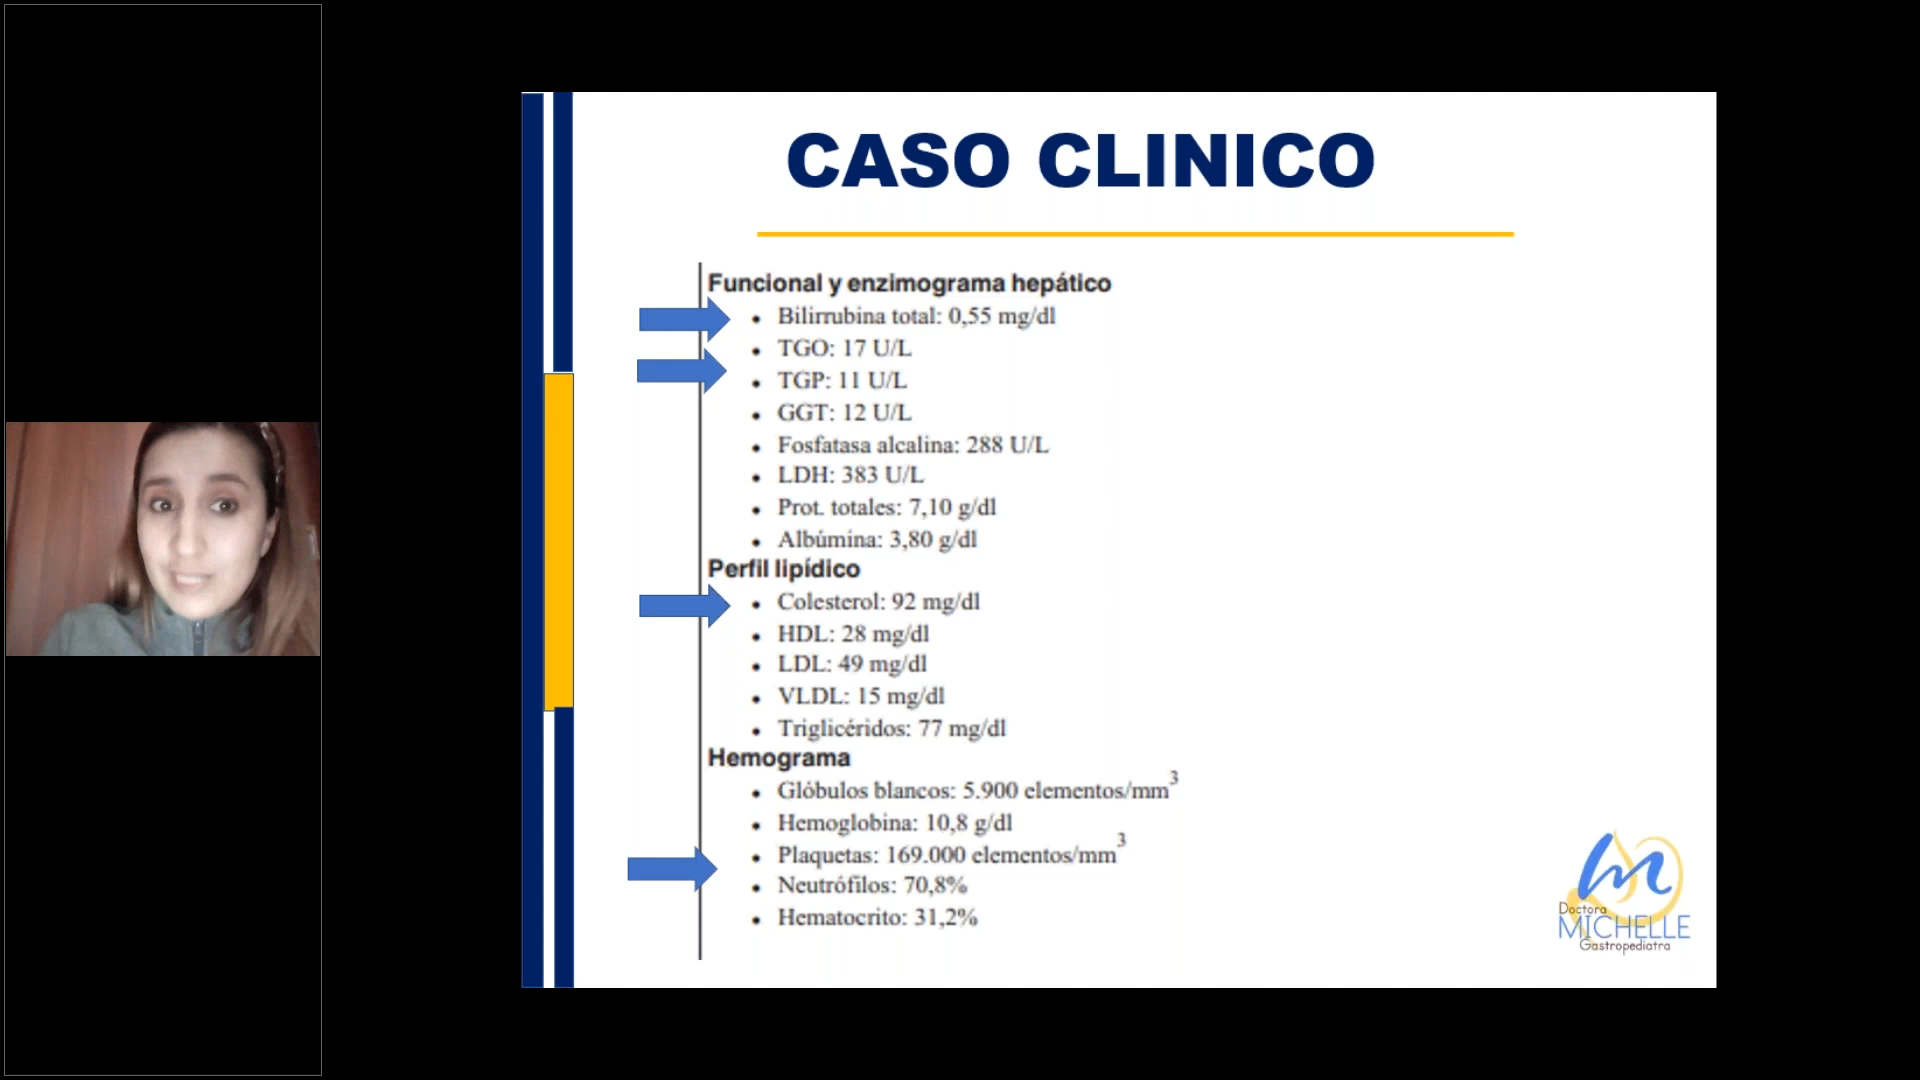 CASO CLINICO
Funcional y enzimograma hepático
• Bilirrubina total: 0,55 mg/dl
• TGO: 17 U/L
• TGP: 11 U/L
• GGT: 12 U/L
• Fosfatasa alcalina: 288 U/L
• LDH: 383 U/L
• Prot. totales: 7,10 g/dl
• Albúmina: 3,80 g/dl
Perfil lipídico
• Colesterol: 92 mg/dl
• HDL: 28 mg/dl
• LDL: 49 mg/dl
• VLDL: 15 mg/dl
• Triglicéridos: 77 mg/dl
Hemograma
• Glóbulos blancos: 5.900 elementos/mm³
• Hemoglobina: 10,8 g/dl
• Plaquetas: 169.000 elementos/mm³
• Neutrófilos: 70,8%
• Hematocrito: 31,2%
m
Doctora
MICHELLE
Gastropediatra